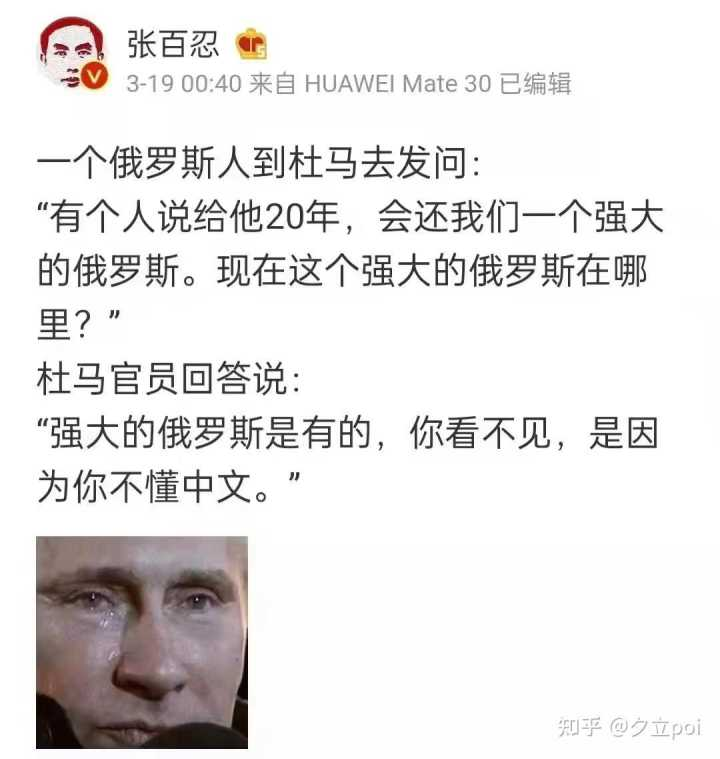 张百忍
3-19 00:40 来自 HUAWEI Mate 30 已编辑
一个俄罗斯人到杜马去发问：
“有个人说给他20年，会还我们一个强大
的俄罗斯。现在这个强大的俄罗斯在哪
里？”
杜马官员回答说：
“强大的俄罗斯是有的，你看不见，是因
为你不懂中文。”
知乎 @夕立poi